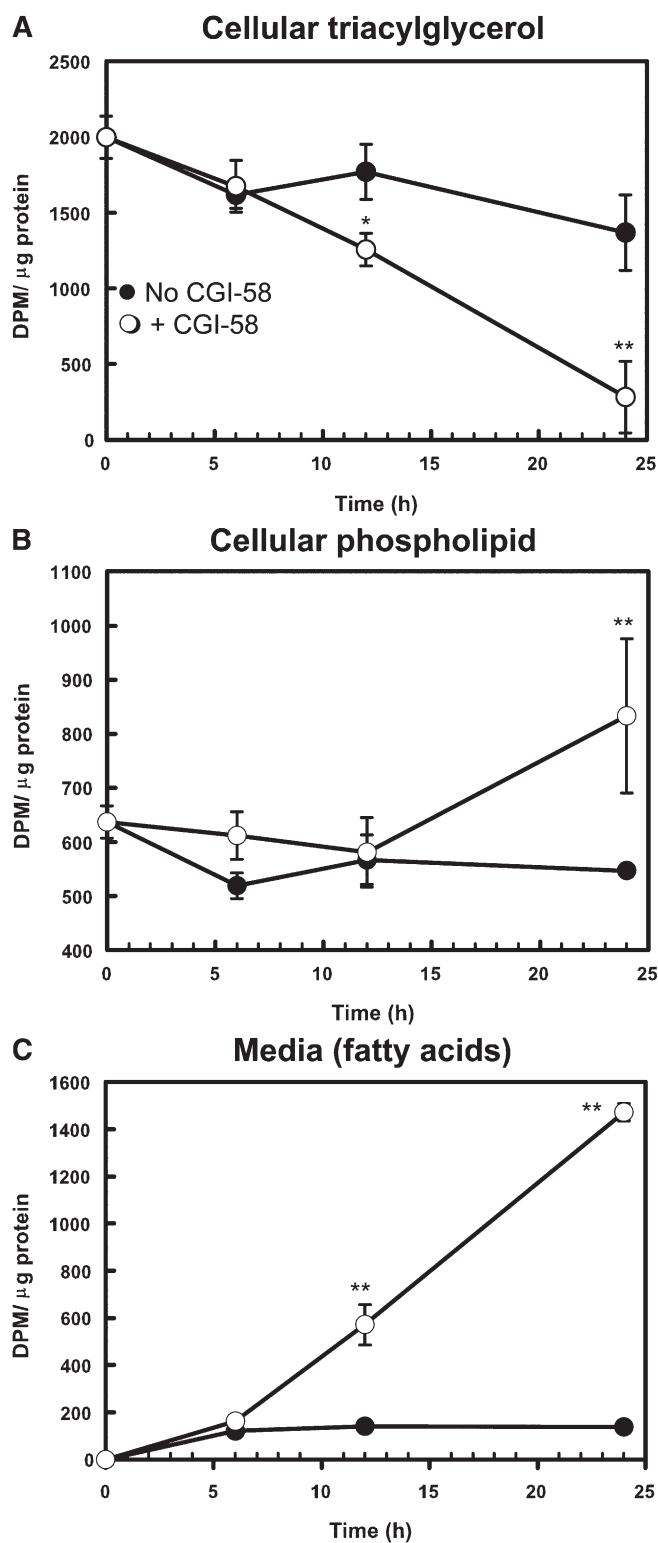 A Cellular triacylglycerol
2500
2000
1500
1000
500
0
DPM/ μg protein
*
**
No CGI-58
+ CGI-58
0 5 10 15 20 25
Time (h)
B Cellular phospholipid
1100
1000
900
800
700
600
500
400
DPM/ μg protein
**
0 5 10 15 20 25
Time (h)
C Media (fatty acids)
1600
1400
1200
1000
800
600
400
200
0
DPM/ μg protein
**
**
0 5 10 15 20 25
Time (h)